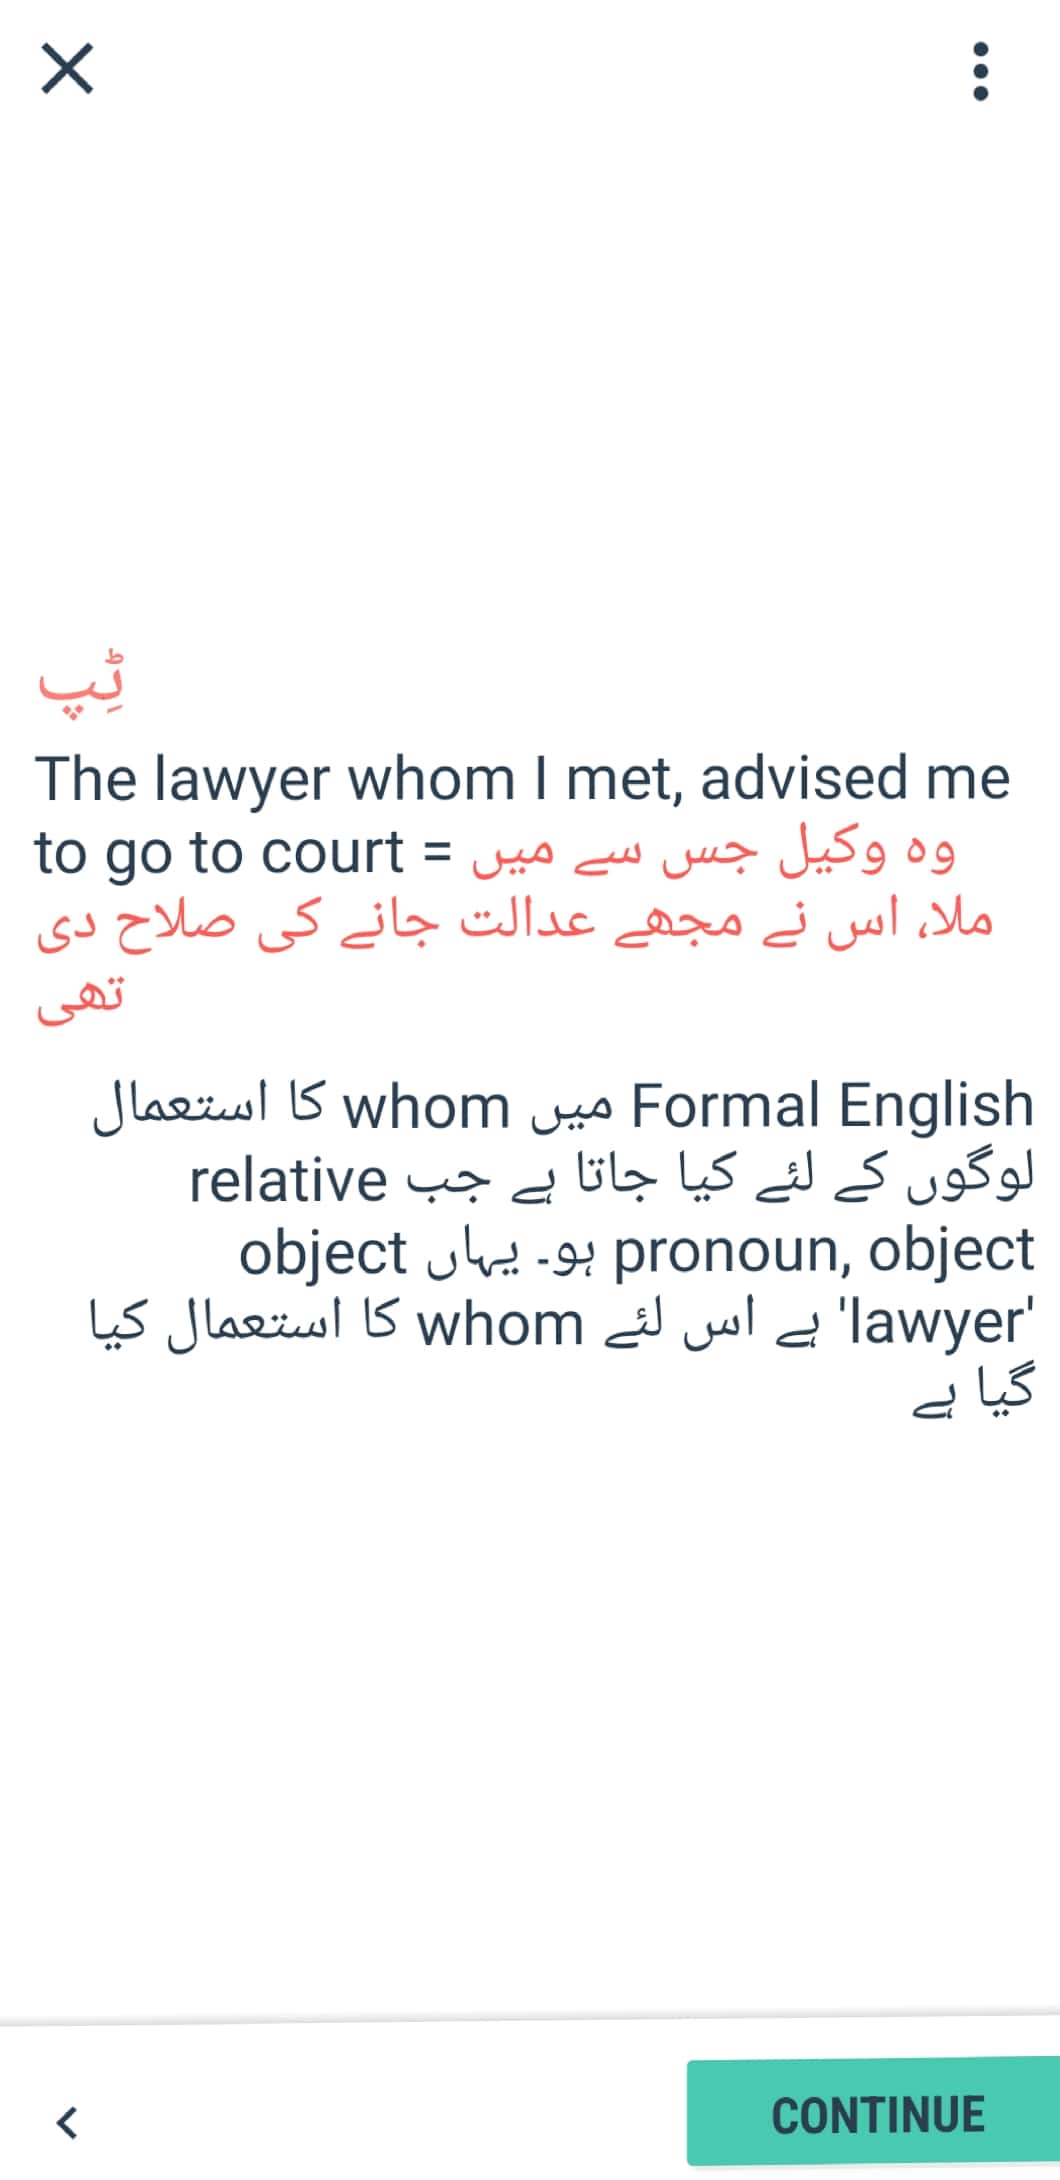 ٹِپ
The lawyer whom I met, advised me
to go to court = وہ وکیل جس سے میں
ملا، اس نے مجھے عدالت جانے کی صلاح دی
تھی
Formal English میں whom کا استعمال
لوگوں کے لئے کیا جاتا ہے جب relative
pronoun, object ہو۔ یہاں object
'lawyer' ہے اس لئے whom کا استعمال کیا
گیا ہے
CONTINUE